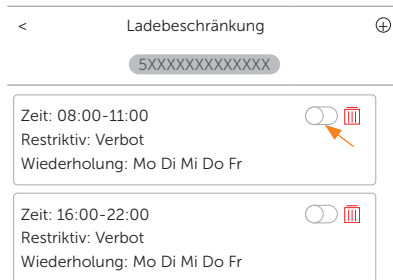 < Ladebeschränkung ⊕
5XXXXXXXXXXXXX
Zeit: 08:00-11:00
Restriktiv: Verbot
Wiederholung: Mo Di Mi Do Fr
Zeit: 16:00-22:00
Restriktiv: Verbot
Wiederholung: Mo Di Mi Do Fr